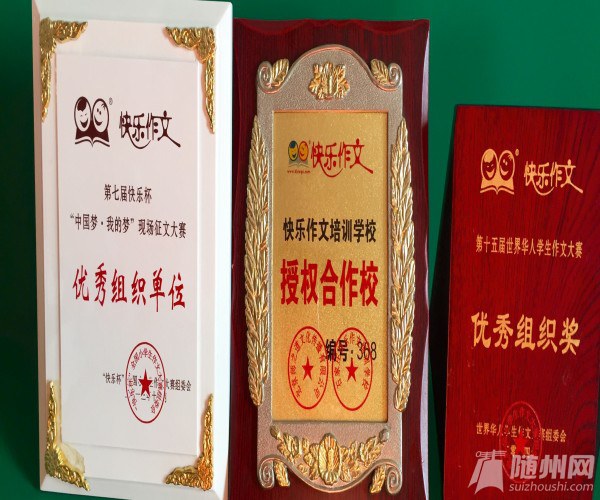 快乐作文
第七届快乐杯
“中国梦·我的梦”现场征文大赛
优秀组织单位
快乐作文
快乐作文培训学校
授权合作校
编号:308
快乐作文
第十五届世界华人学生作文大赛
优秀组织奖
随州网
suizhoushi.com